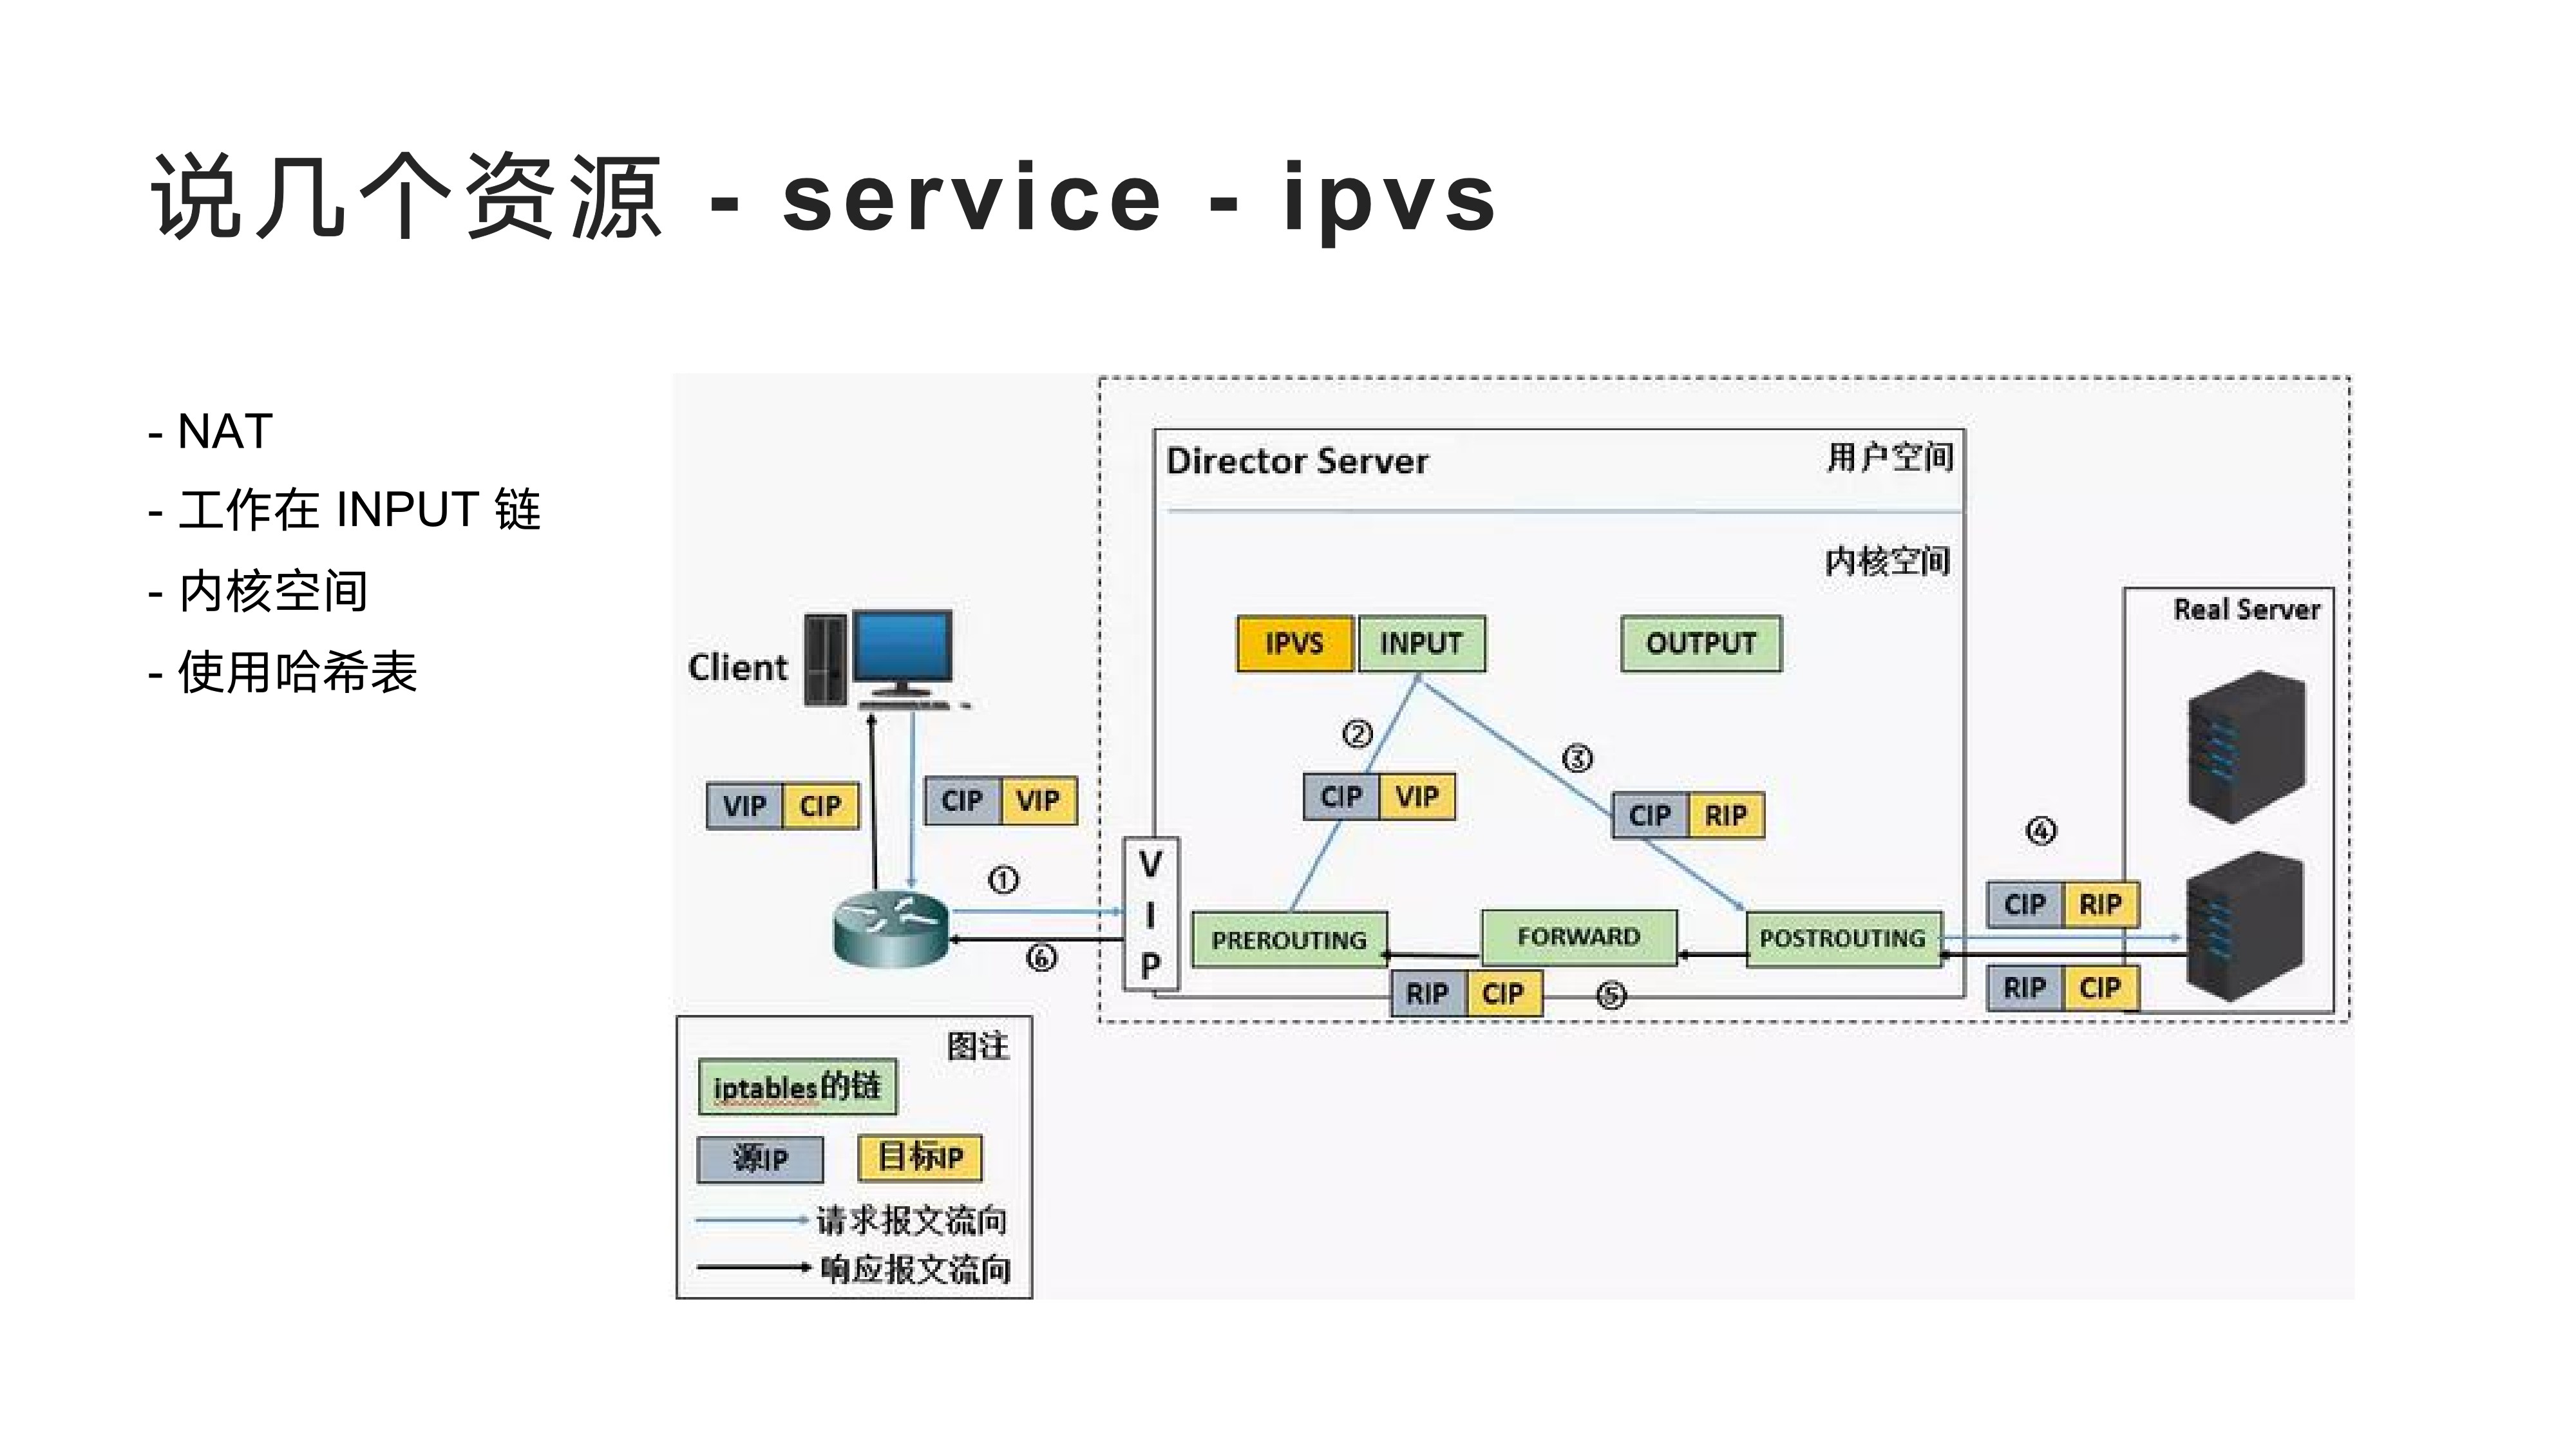 说几个资源 - service - ipvs
- NAT
- 工作在 INPUT 链
- 内核空间
- 使用哈希表
Director Server
用户空间
内核空间
IPVS
INPUT
OUTPUT
Real Server
Client
②
③
CIP VIP
CIP RIP
VIP CIP
CIP VIP
④
①
V
I
P
CIP RIP
PREROUTING
FORWARD
POSTROUTING
⑥
RIP CIP
⑤
RIP CIP
图注
iptables的链
源IP
目标IP
请求报文流向
响应报文流向